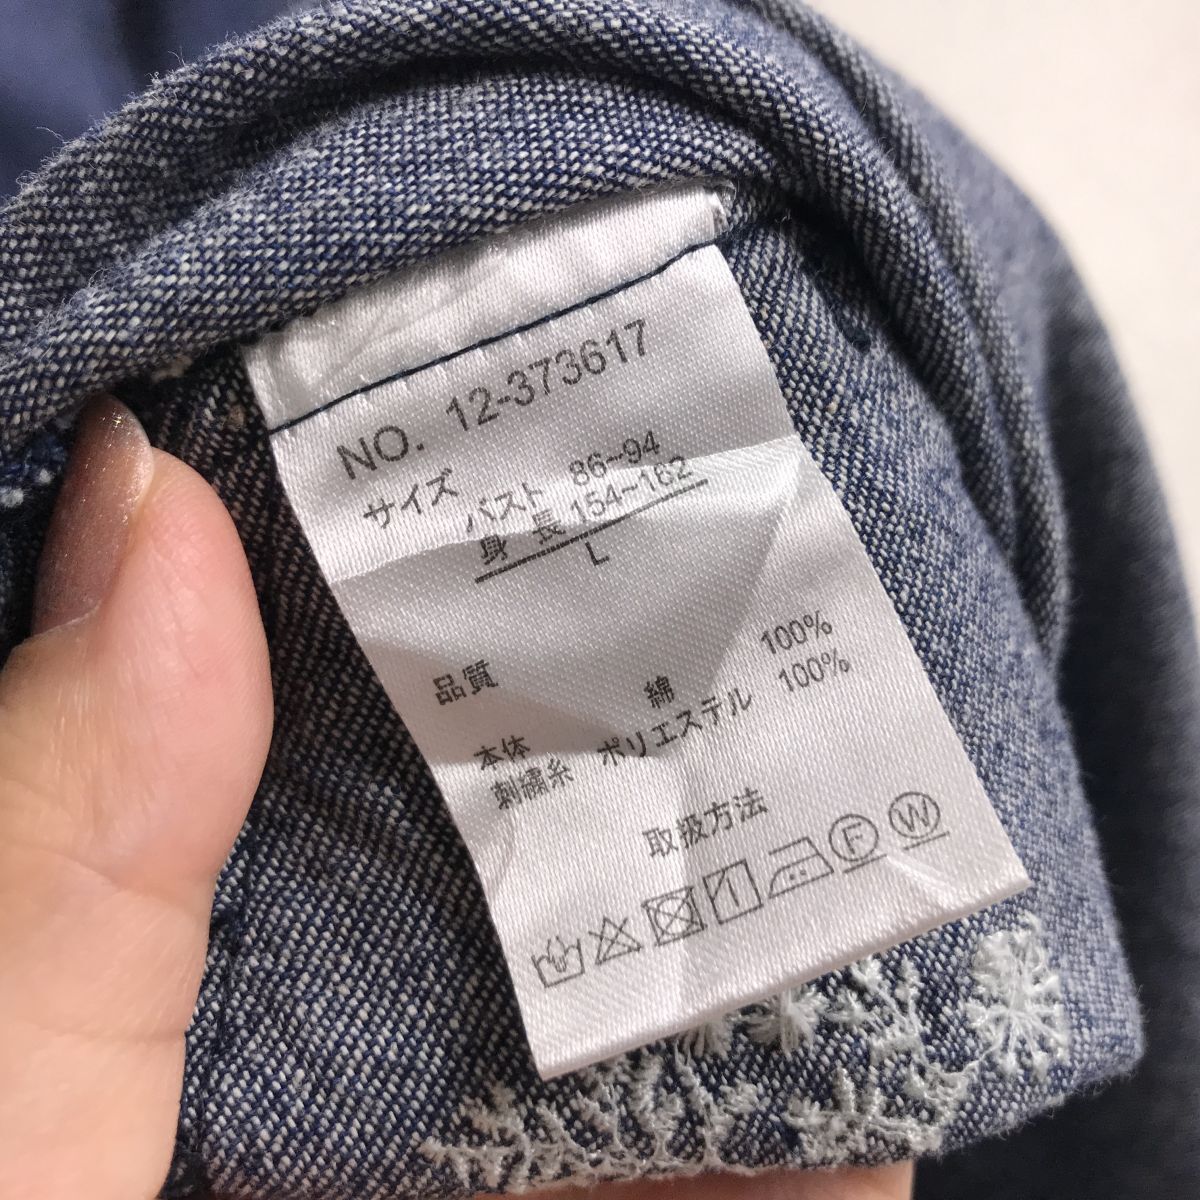 NO. 12-373617
サイズ バスト 86~94
身 長 154~162
L
品質
綿 100%
本体
刺繍糸 ポリエステル 100%
取扱方法
F W